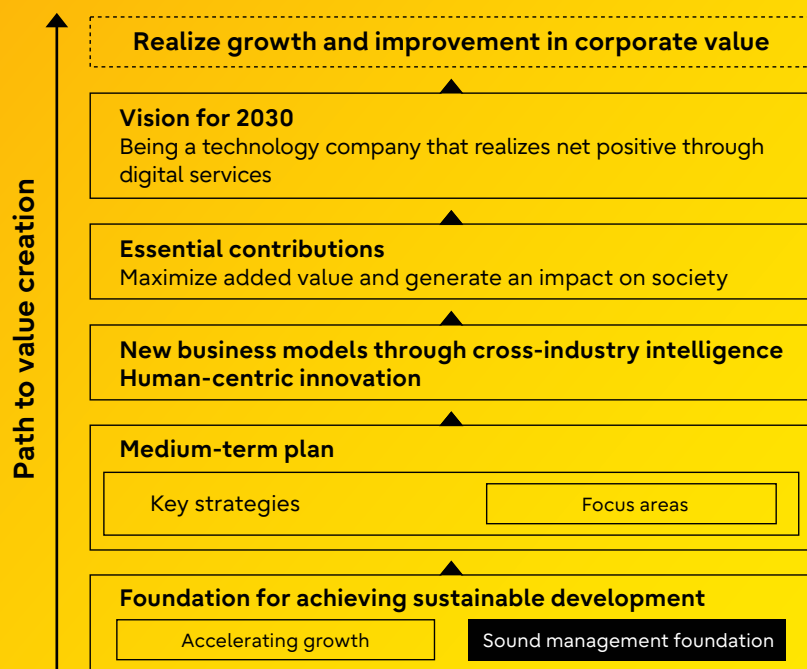 Path to value creation
Realize growth and improvement in corporate value
Vision for 2030
Being a technology company that realizes net positive through
digital services
Essential contributions
Maximize added value and generate an impact on society
New business models through cross-industry intelligence
Human-centric innovation
Medium-term plan
Key strategies
Focus areas
Foundation for achieving sustainable development
Accelerating growth
Sound management foundation